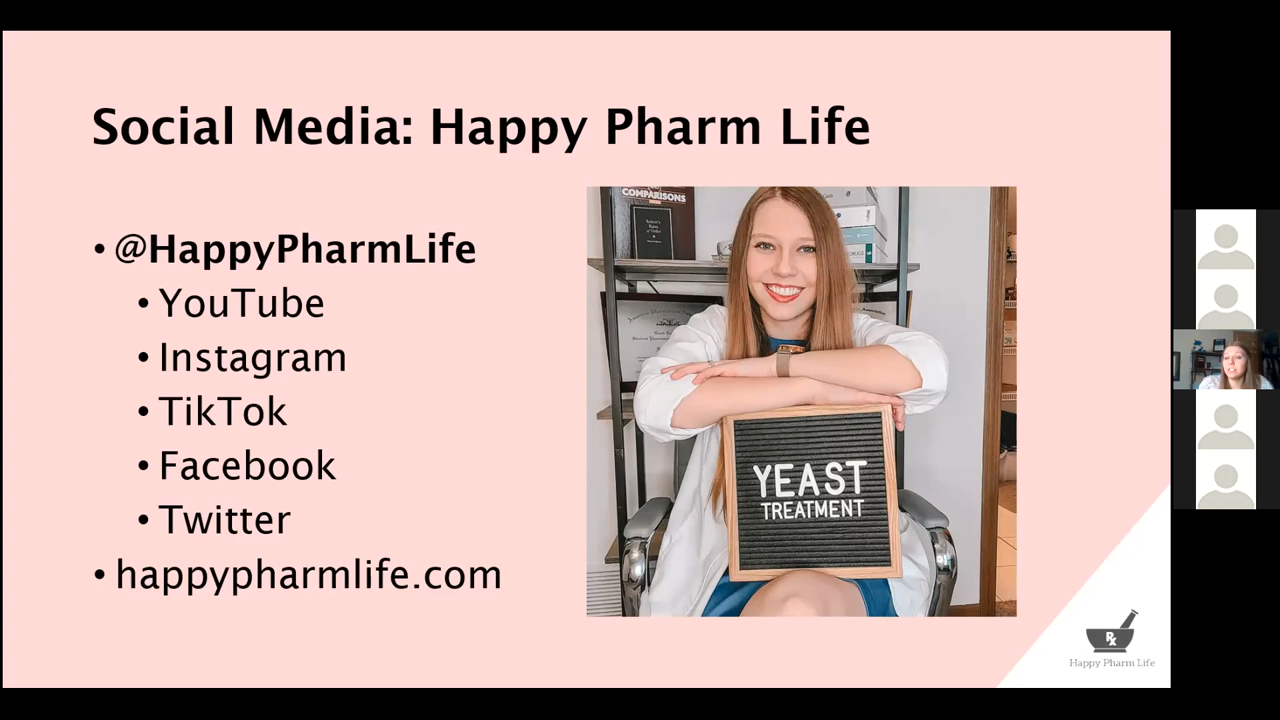 Social Media: Happy Pharm Life
• @HappyPharmLife
• YouTube
• Instagram
• TikTok
• Facebook
• Twitter
• happypharmlife.com
COMPARISONS
YEAST
TREATMENT
DRUGS
Rx
Happy Pharm Life